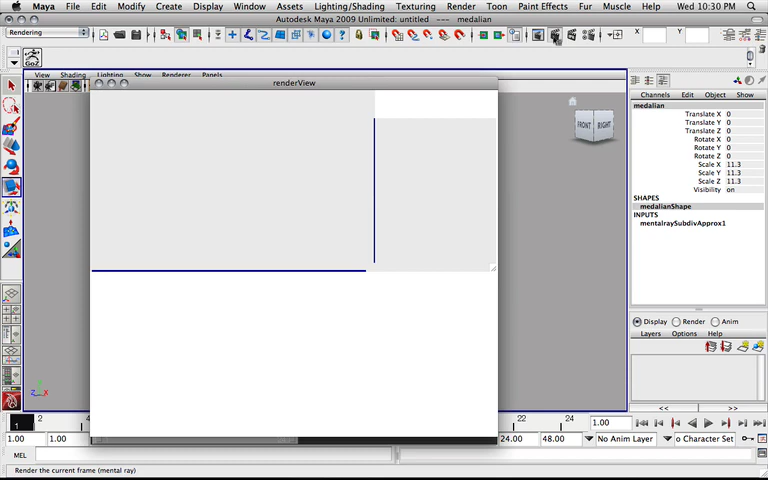 Maya File Edit Modify Create Display Window Assets Lighting/Shading Texturing Render Toon Paint Effects Fur Muscle Help Wed 10:30 PM
Autodesk Maya 2009 Unlimited: untitled --- medalian
Rendering
X Y Z
GoZ
View Shading Lighting Show Renderer Panels
renderView
FRONT RIGHT
Channels Edit Object Show
medalian
Translate X 0
Translate Y 0
Translate Z 0
Rotate X 0
Rotate Y 0
Rotate Z 0
Scale X 11.3
Scale Y 11.3
Scale Z 11.3
Visibility on
SHAPES
medalianShape
INPUTS
mentalraySubdivApprox1
Display Render Anim
Layers Options Help
<< >>
Z X
1 2 4 22 24 1.00
1.00 1.00 24.00 48.00 No Anim Layer o Character Set
MEL
Render the current frame (mental ray)